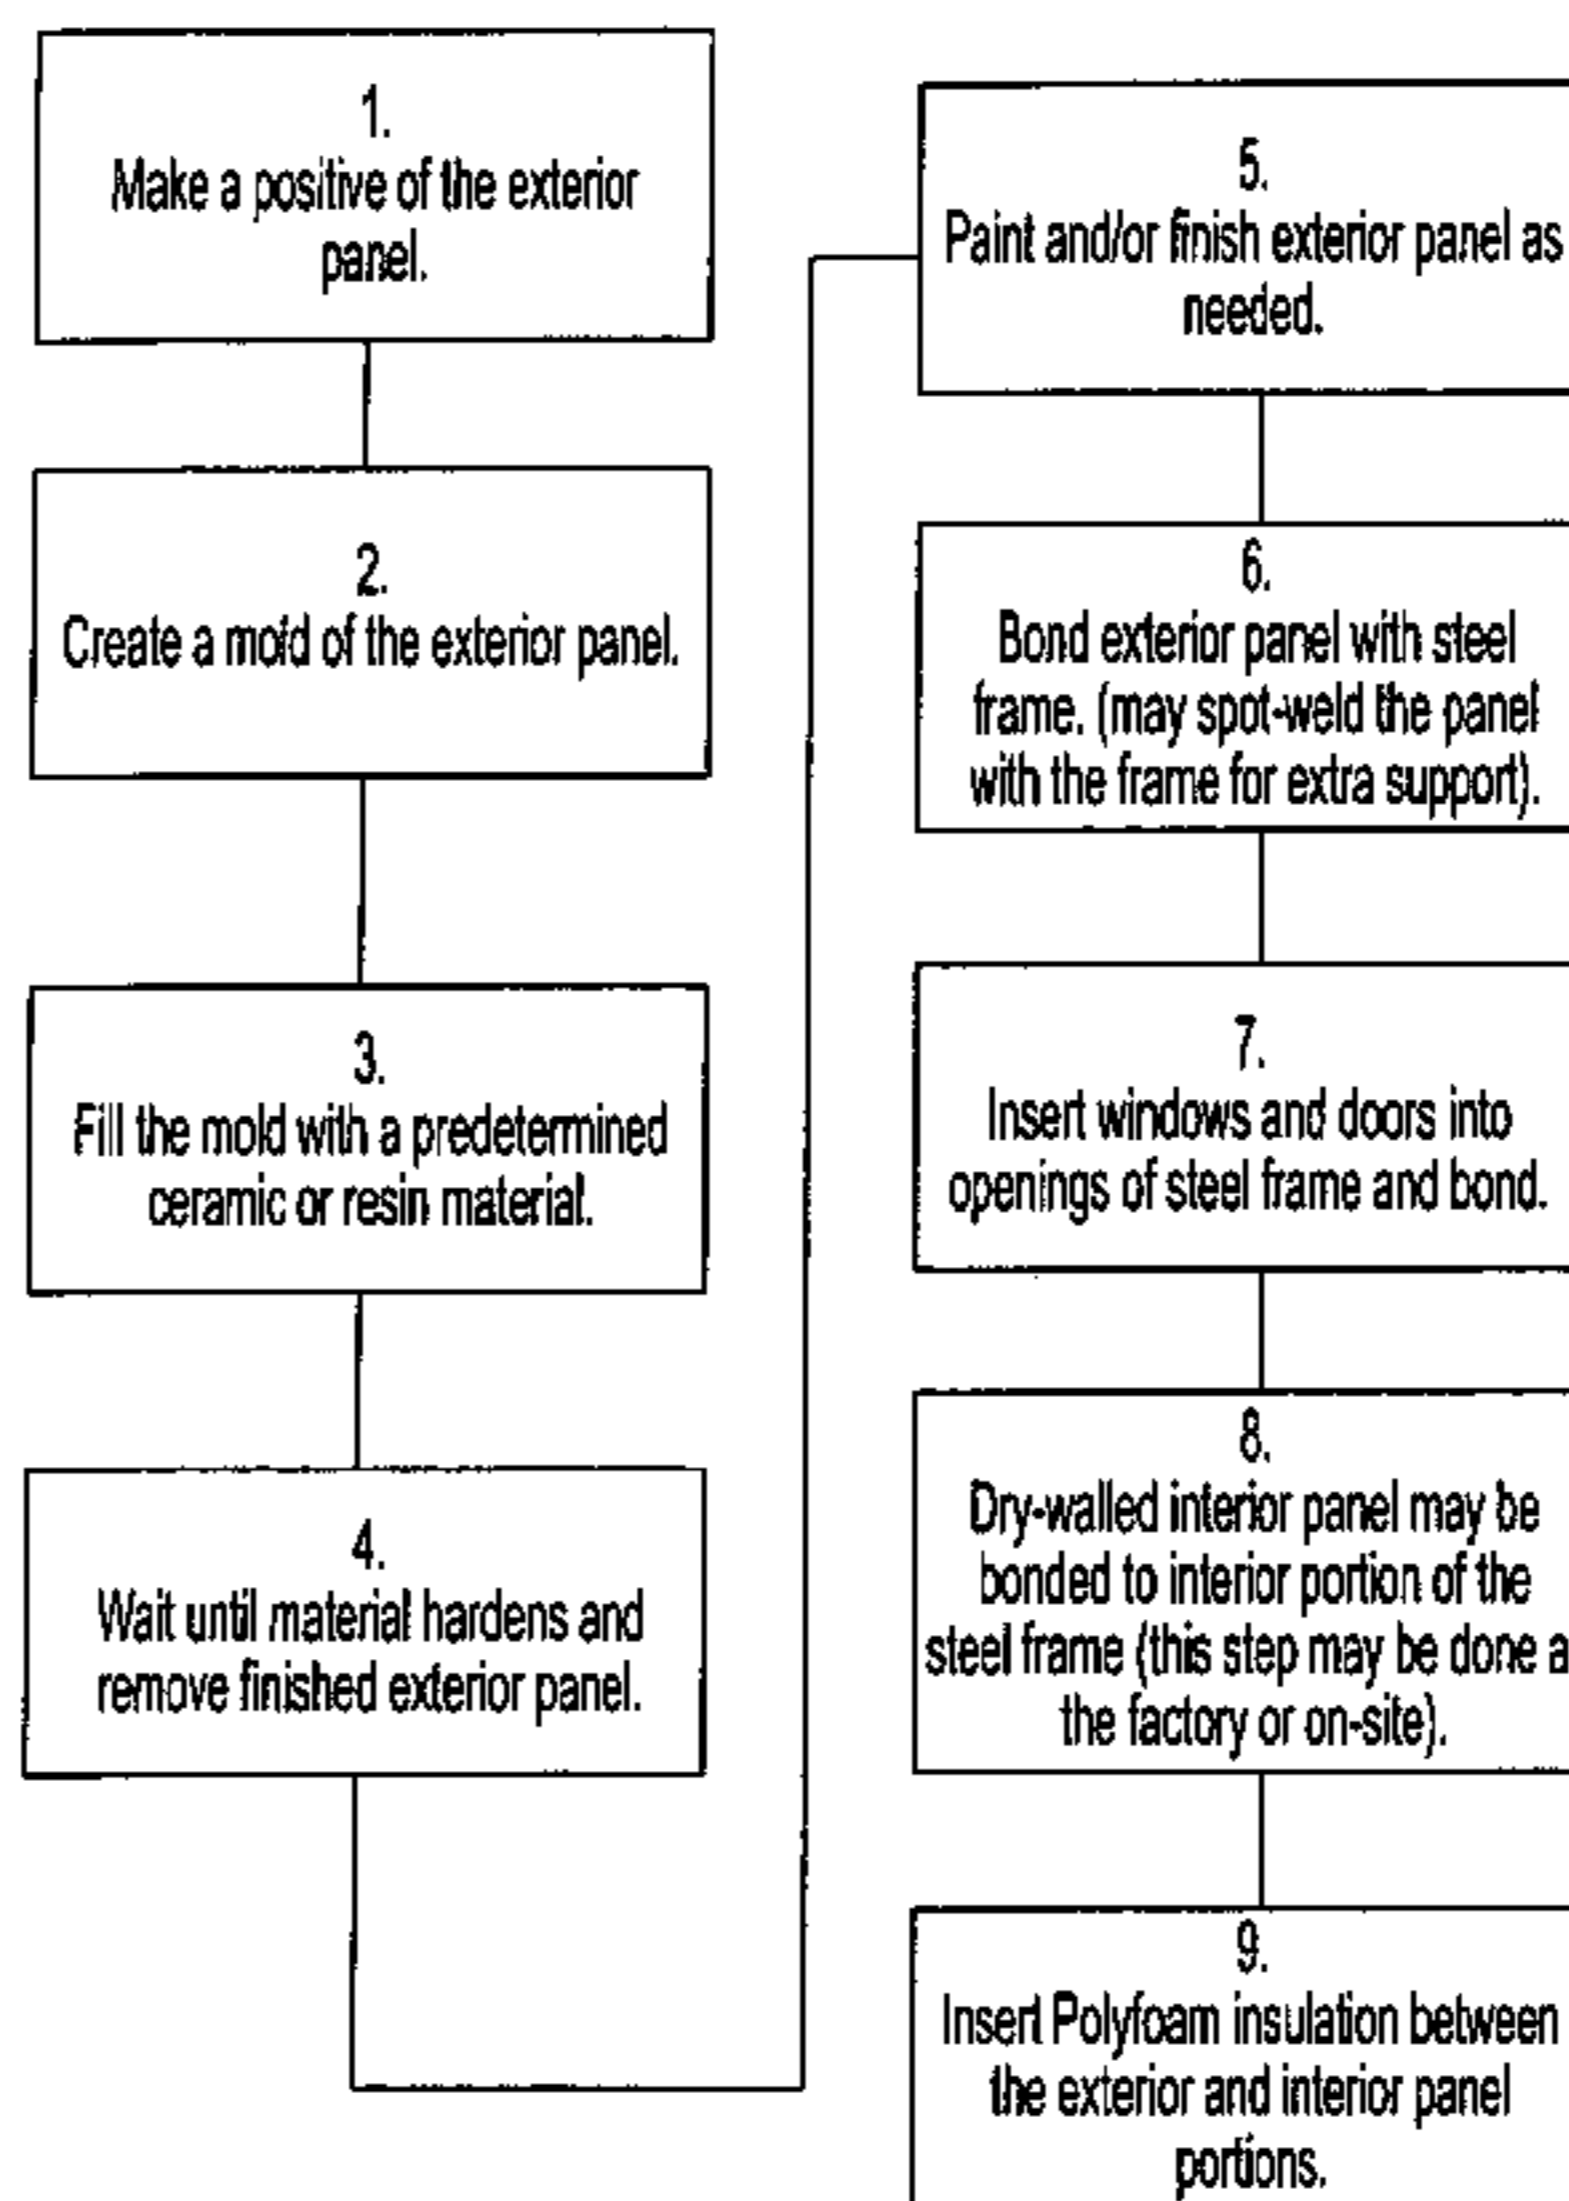 1.
Make a positive of the exterior
panel.
2.
Create a mold of the exterior panel.
3.
Fill the mold with a predetermined
ceramic or resin material.
4.
Wait until material hardens and
remove finished exterior panel.
5.
Paint and/or finish exterior panel as
needed.
6.
Bond exterior panel with steel
frame. (may spot-weld the panel
with the frame for extra support).
7.
Insert windows and doors into
openings of steel frame and bond.
8.
Dry-walled interior panel may be
bonded to interior portion of the
steel frame (this step may be done a
the factory or on-site).
9.
Insert Polyfoam insulation between
the exterior and interior panel
portions.